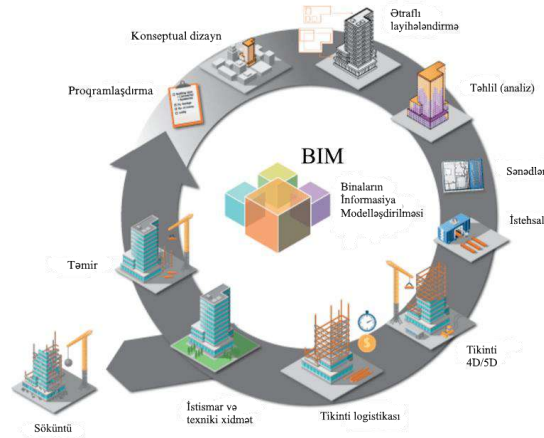 Konseptual dizayn
Ətraflı
layihələndirmə
Proqramlaşdırma
Təhlil (analiz)
BIM
Binaların
İnformasiya
Modelləşdirilməsi
Sənədlər
İstehsal
Təmir
Tikinti
4D/5D
Tikinti logistikası
İstismar və
texniki xidmət
Söküntü